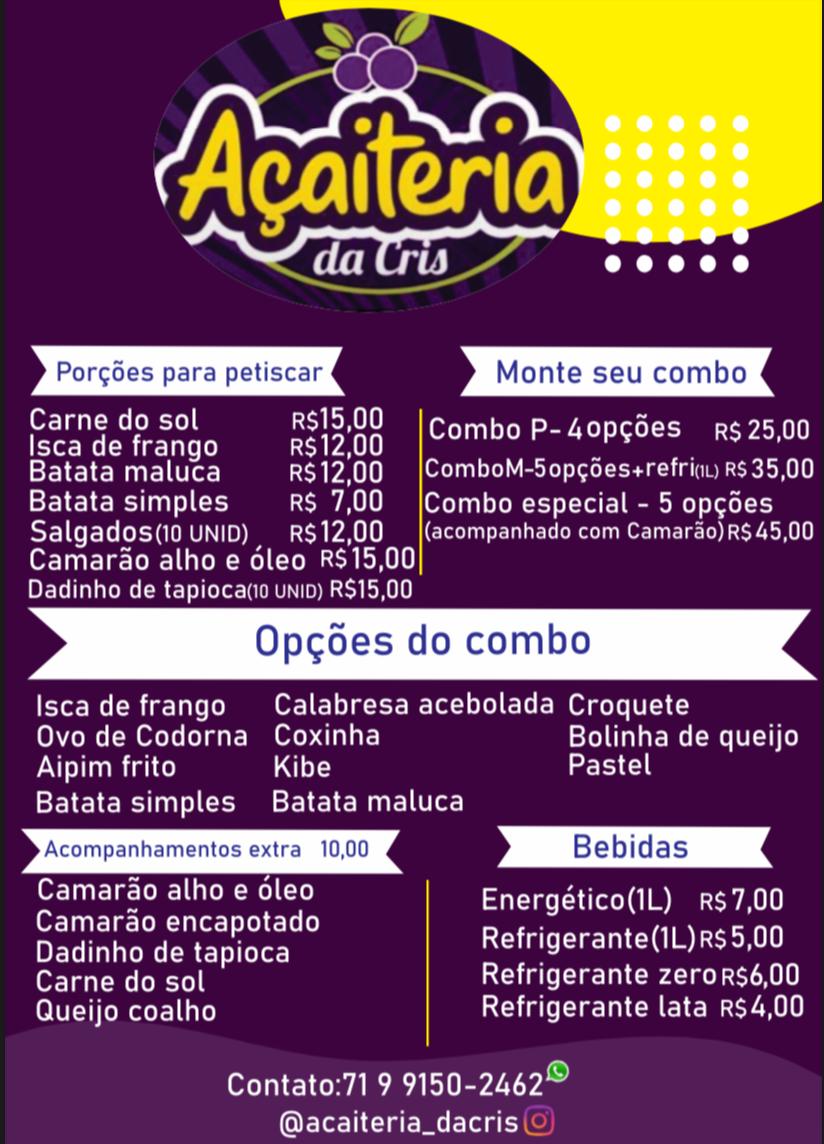 Açaiteria
da Cris
Porções para petiscar
Carne do sol R$15,00
Isca de frango R$12,00
Batata maluca R$12,00
Batata simples R$ 7,00
Salgados(10 UNID) R$12,00
Camarão alho e óleo R$15,00
Dadinho de tapioca(10 UNID) R$15,00
Monte seu combo
Combo P-4opções R$ 25,00
ComboM-5opções+refri(1L) R$35,00
Combo especial - 5 opções
(acompanhado com Camarão)R$45,00
Opções do combo
Isca de frango Calabresa acebolada Croquete
Ovo de Codorna Coxinha Bolinha de queijo
Aipim frito Kibe Pastel
Batata simples Batata maluca
Acompanhamentos extra 10,00
Camarão alho e óleo
Camarão encapotado
Dadinho de tapioca
Carne do sol
Queijo coalho
Bebidas
Energético(1L) R$7,00
Refrigerante(1L)R$5,00
Refrigerante zero R$6,00
Refrigerante lata R$4,00
Contato:71 9 9150-2462
@acaiteria_dacris